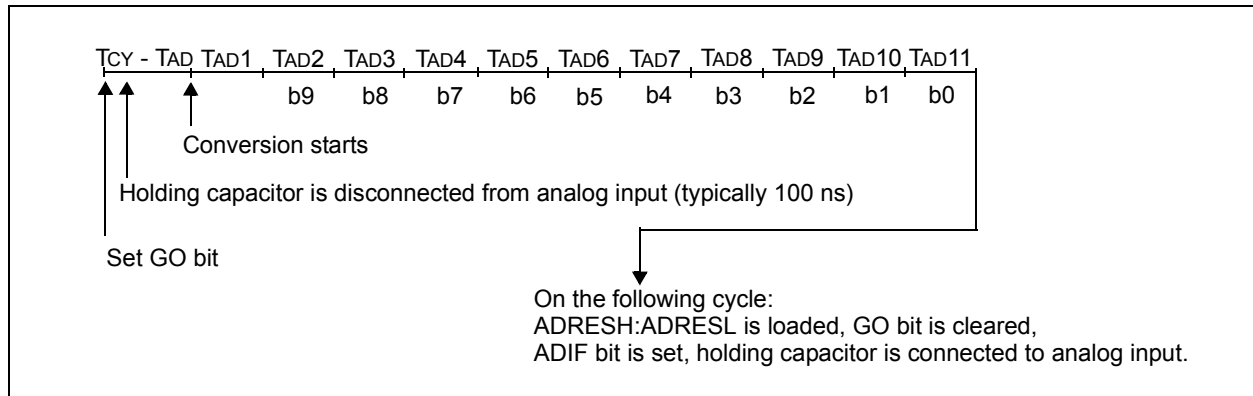 TCY - TAD TAD1 TAD2 TAD3 TAD4 TAD5 TAD6 TAD7 TAD8 TAD9 TAD10 TAD11
b9 b8 b7 b6 b5 b4 b3 b2 b1 b0
Conversion starts
Holding capacitor is disconnected from analog input (typically 100 ns)
Set GO bit
On the following cycle:
ADRESH:ADRESL is loaded, GO bit is cleared,
ADIF bit is set, holding capacitor is connected to analog input.